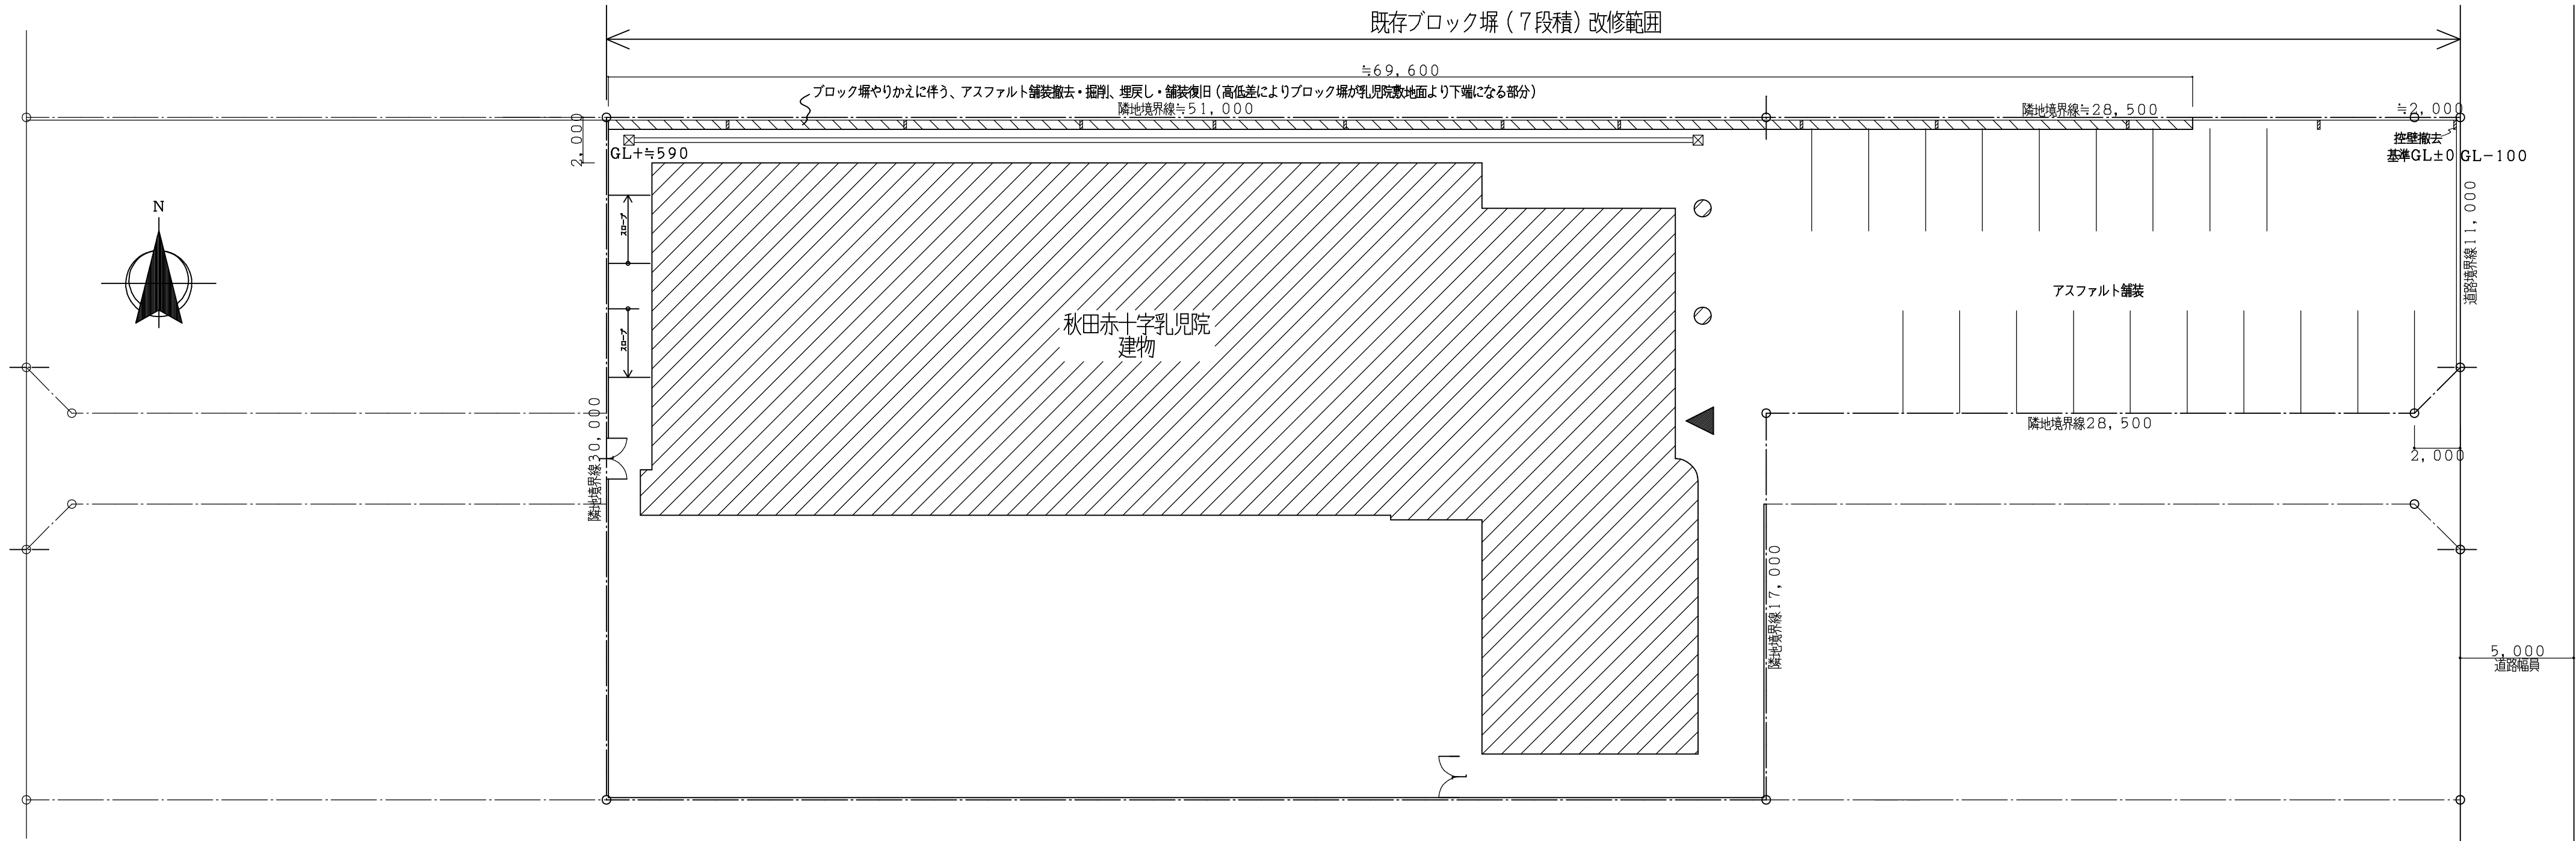 既存ブロック塀（７段積）改修範囲
≒69,600
ブロック塀やりかえに伴う、アスファルト舗装撤去・掘削、埋戻し・舗装復旧（高低差によりブロック塀が乳児院敷地面より下端になる部分）
隣地境界線≒51,000
隣地境界線≒28,500
≒2,000
2,000
GL+≒590
控壁撤去
基準GL±0 GL−100
N
スロープ
道路境界線11,000
アスファルト舗装
秋田赤十字乳児院
建物
スロープ
隣地境界線30,000
隣地境界線28,500
2,000
隣地境界線17,000
5,000
道路幅員